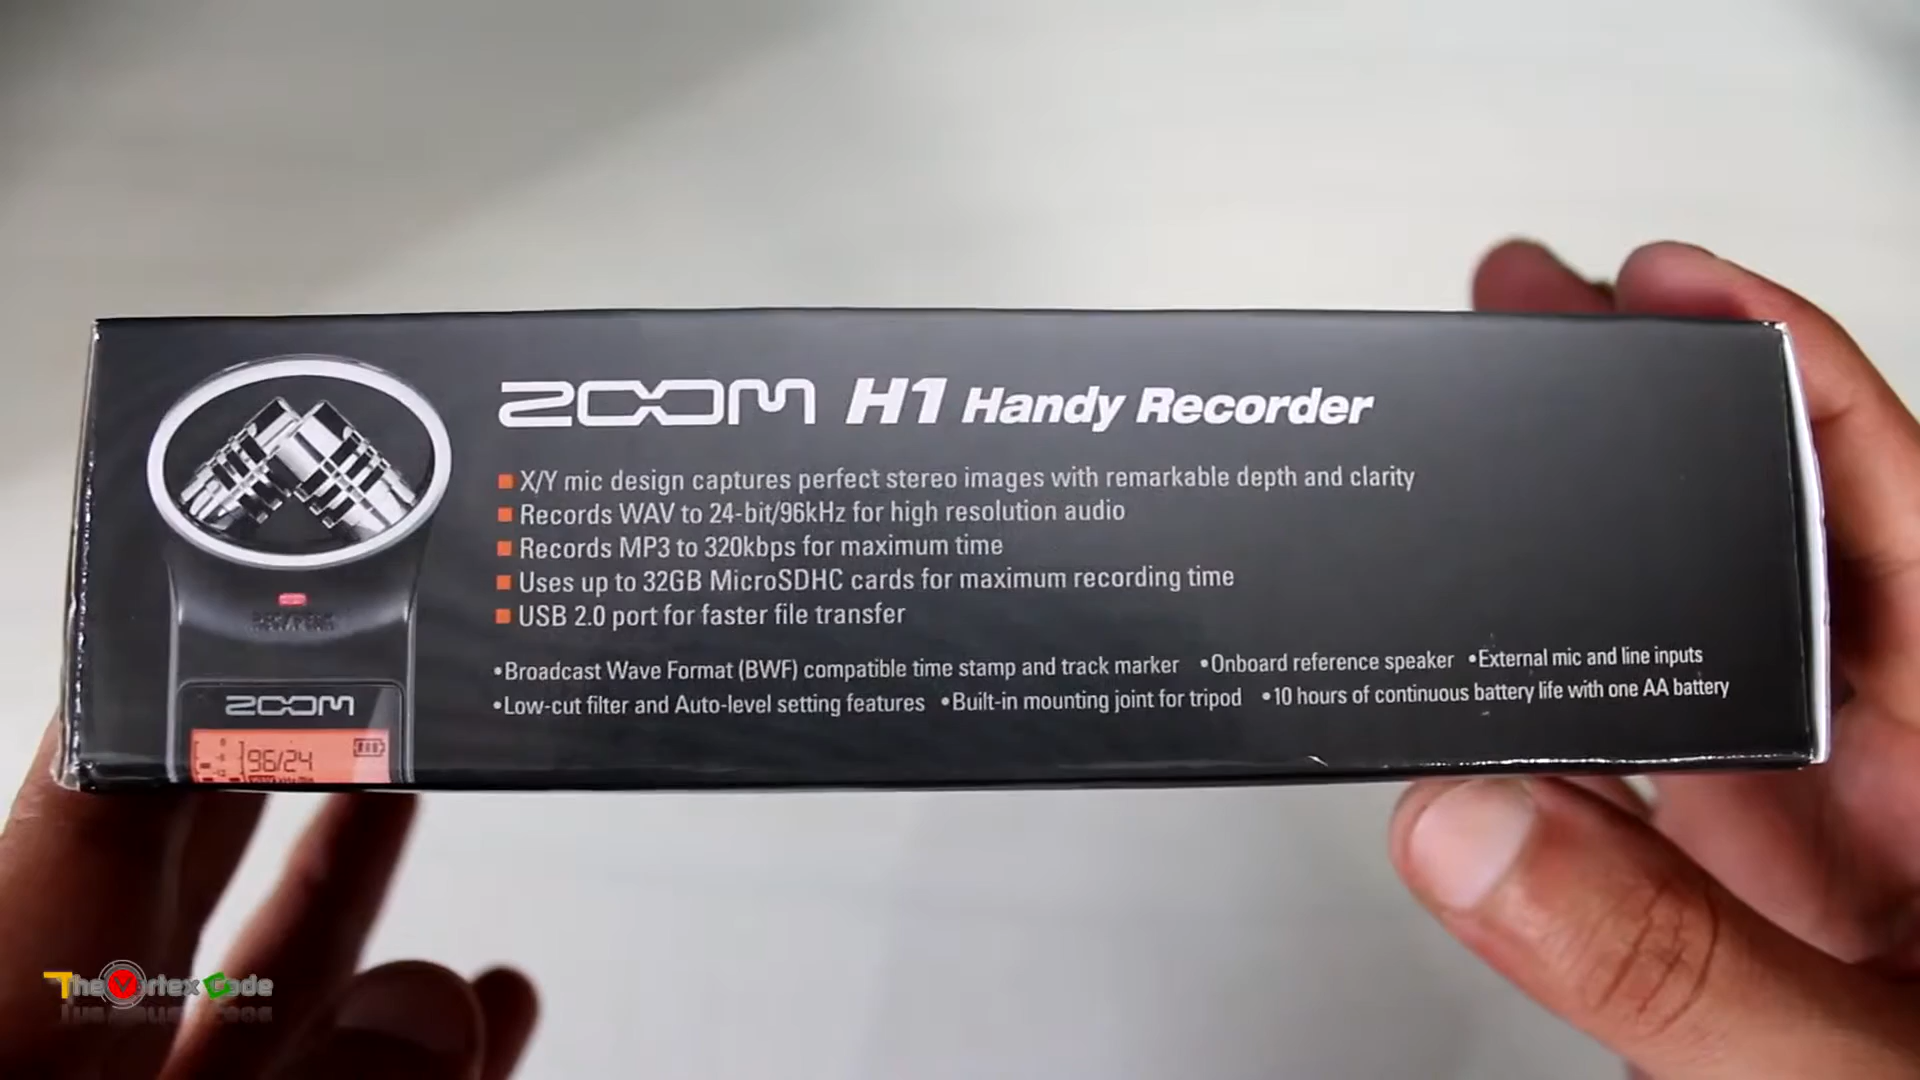 ZOOM H1 Handy Recorder
X/Y mic design captures perfect stereo images with remarkable depth and clarity
Records WAV to 24-bit/96kHz for high resolution audio
Records MP3 to 320kbps for maximum time
Uses up to 32GB MicroSDHC cards for maximum recording time
USB 2.0 port for faster file transfer
•Broadcast Wave Format (BWF) compatible time stamp and track marker •Onboard reference speaker •External mic and line inputs
•Low-cut filter and Auto-level setting features •Built-in mounting joint for tripod •10 hours of continuous battery life with one AA battery
ZOOM
96/24
The Vortex Code